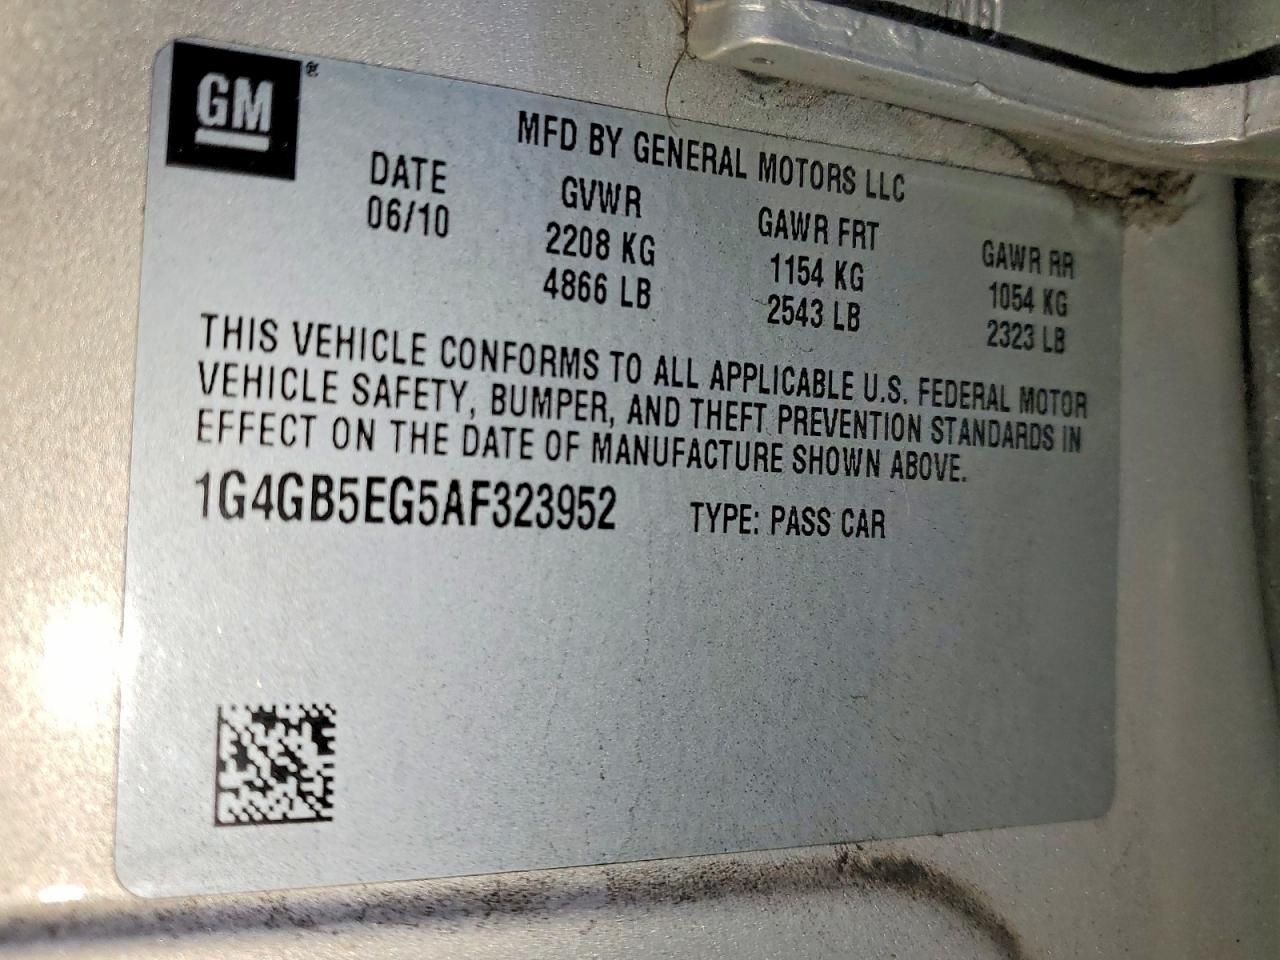 GM ®
MFD BY GENERAL MOTORS LLC
DATE GVWR GAWR FRT GAWR RR
06/10 2208 KG 1154 KG 1054 KG
4866 LB 2543 LB 2323 LB
THIS VEHICLE CONFORMS TO ALL APPLICABLE U.S. FEDERAL MOTOR
VEHICLE SAFETY, BUMPER, AND THEFT PREVENTION STANDARDS IN
EFFECT ON THE DATE OF MANUFACTURE SHOWN ABOVE.
1G4GB5EG5AF323952 TYPE: PASS CAR